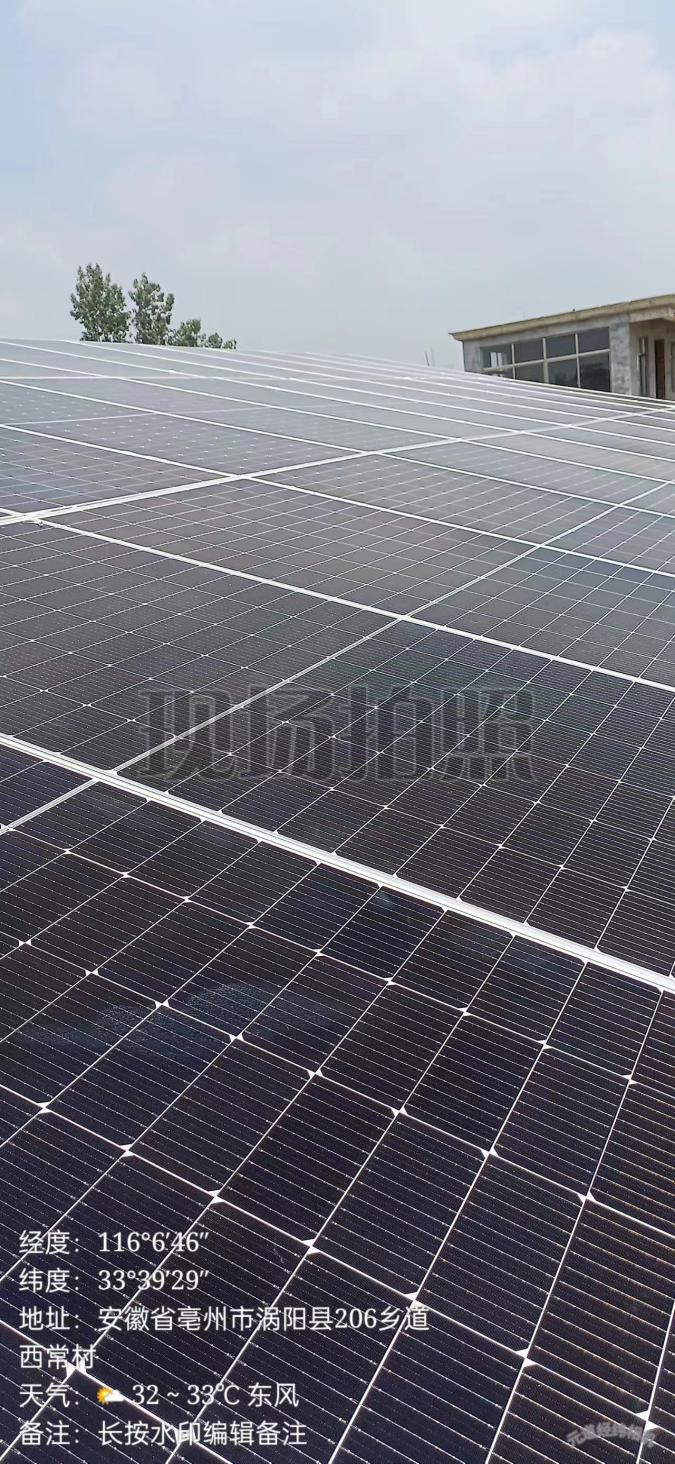 现场拍照
经度：116°6′46″
纬度：33°39′29″
地址：安徽省亳州市涡阳县206乡道
西常村
天气：⛅ 32 ~ 33℃ 东风
备注：长按水印编辑备注